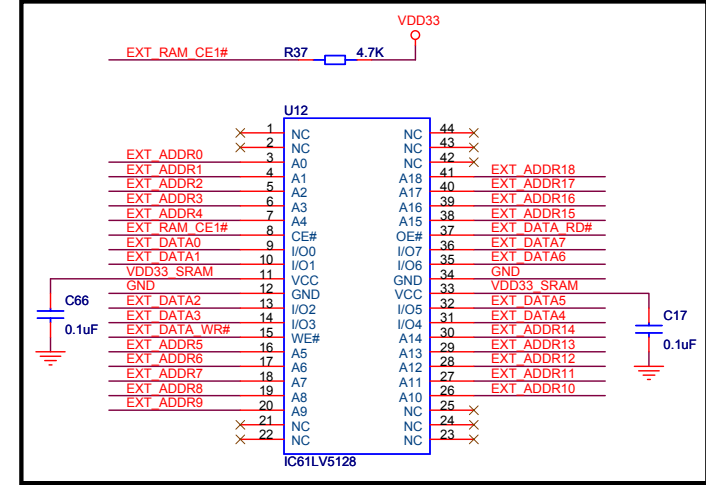 VDD33
EXT_RAM_CE1# R37 4.7K
U12
1 NC NC 44
2 NC NC 43
EXT_ADDR0 3 A0 NC 42
EXT_ADDR1 4 A1 A18 41 EXT_ADDR18
EXT_ADDR2 5 A2 A17 40 EXT_ADDR17
EXT_ADDR3 6 A3 A16 39 EXT_ADDR16
EXT_ADDR4 7 A4 A15 38 EXT_ADDR15
EXT_RAM_CE1# 8 CE# OE# 37 EXT_DATA_RD#
EXT_DATA0 9 I/O0 I/O7 36 EXT_DATA7
EXT_DATA1 10 I/O1 I/O6 35 EXT_DATA6
VDD33_SRAM 11 VCC GND 34 GND
GND 12 GND VCC 33 VDD33_SRAM
EXT_DATA2 13 I/O2 I/O5 32 EXT_DATA5
EXT_DATA3 14 I/O3 I/O4 31 EXT_DATA4
EXT_DATA_WR# 15 WE# A14 30 EXT_ADDR14
EXT_ADDR5 16 A5 A13 29 EXT_ADDR13
EXT_ADDR6 17 A6 A12 28 EXT_ADDR12
EXT_ADDR7 18 A7 A11 27 EXT_ADDR11
EXT_ADDR8 19 A8 A10 26 EXT_ADDR10
EXT_ADDR9 20 A9 NC 25
21 NC NC 24
22 NC NC 23
IC61LV5128
C66
0.1uF
C17
0.1uF